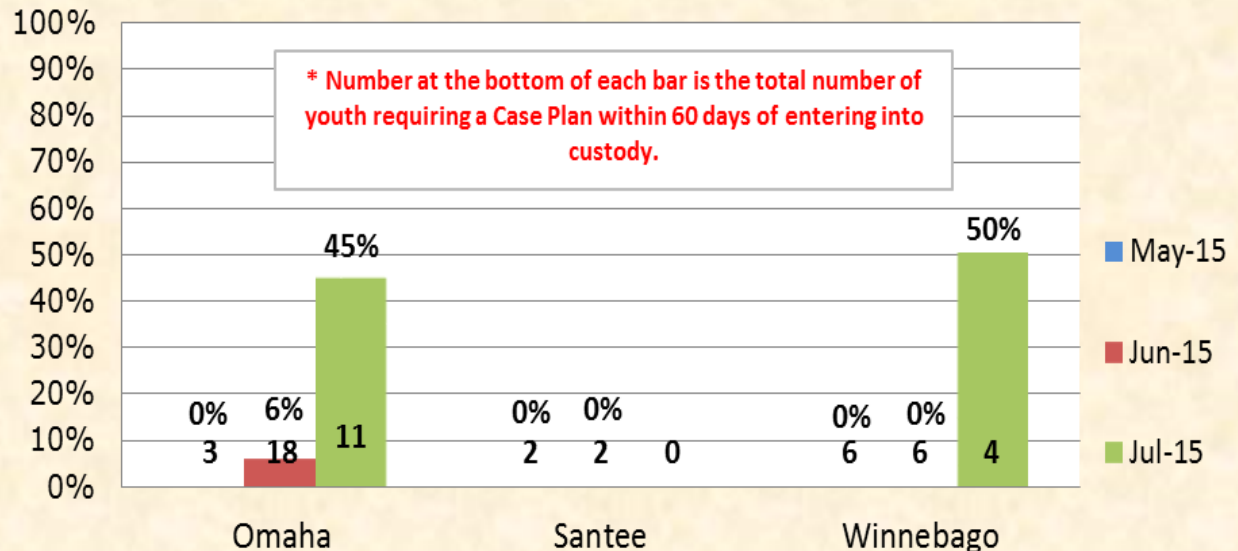 100%
90%
80%
70%
60%
50%
40%
30%
20%
10%
0%
* Number at the bottom of each bar is the total number of
youth requiring a Case Plan within 60 days of entering into
custody.
0% 6% 45%
3 18 11
0% 0%
2 2 0
0% 0% 50%
6 6 4
Omaha Santee Winnebago
May-15
Jun-15
Jul-15